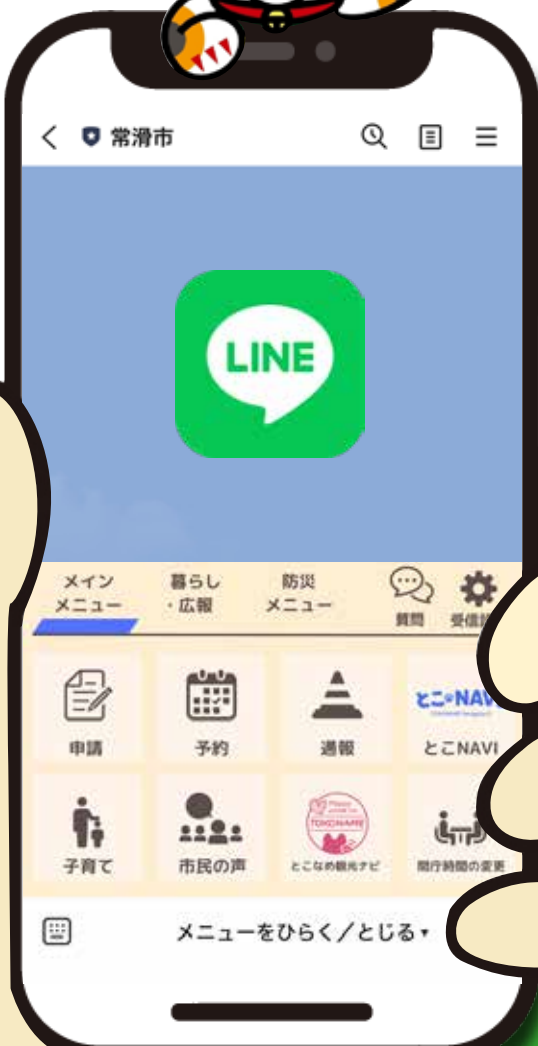 常滑市
LINE
メイン
メニュー
暮らし
・広報
防災
メニュー
質問
受信
申請
予約
通報
とこNAV
とこNAVI
子育て
市民の声
TOKONAME
とこなめ観光ナビ
開庁時間の変更
メニューをひらく／とじる▼